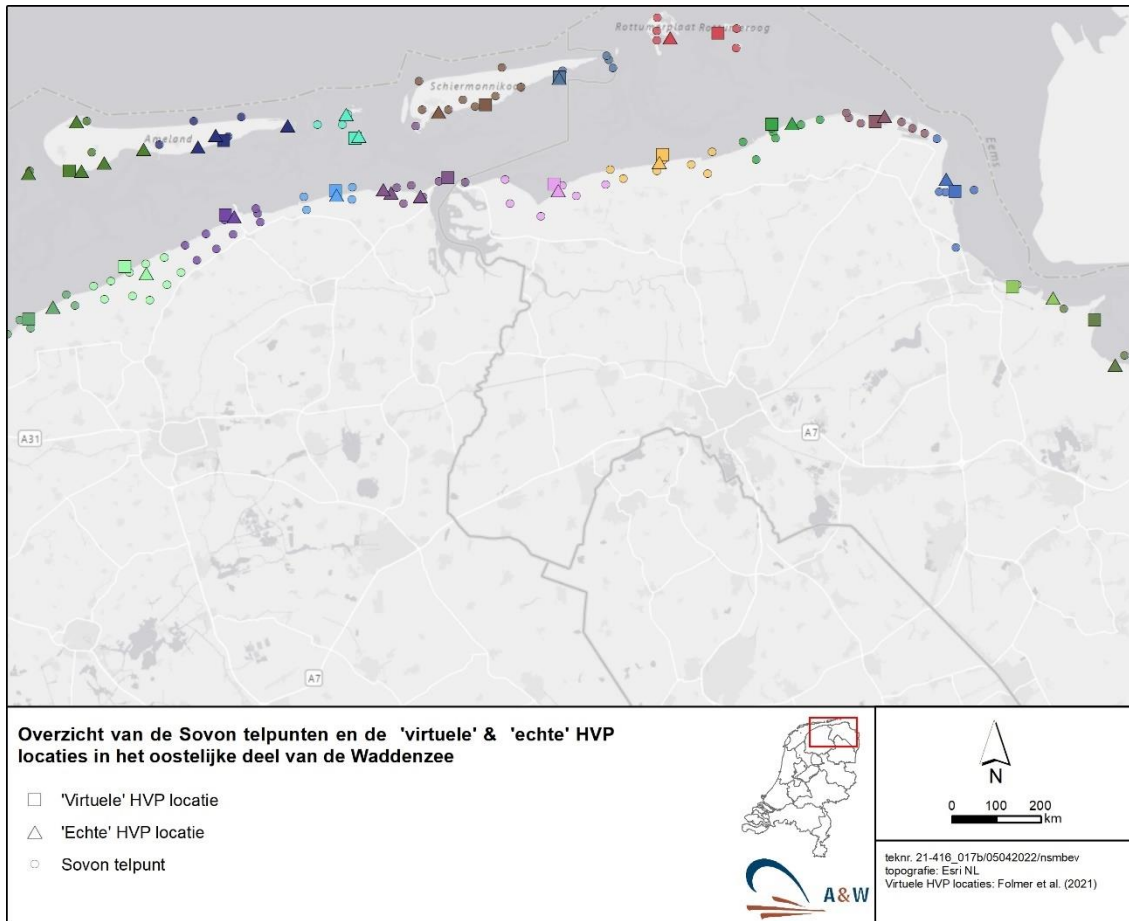 Rottumerplaat Rottumeroog
Schiermonnikoog
Ameland
Eems
A31
A7
A7
Overzicht van de Sovon telpunten en de 'virtuele' & 'echte' HVP
locaties in het oostelijke deel van de Waddenzee
'Virtuele' HVP locatie
'Echte' HVP locatie
Sovon telpunt
A&W
N
0 100 200
km
teknr. 21-416_017b/05042022/nsmbev
topografie: Esri NL
Virtuele HVP locaties: Folmer et al. (2021)